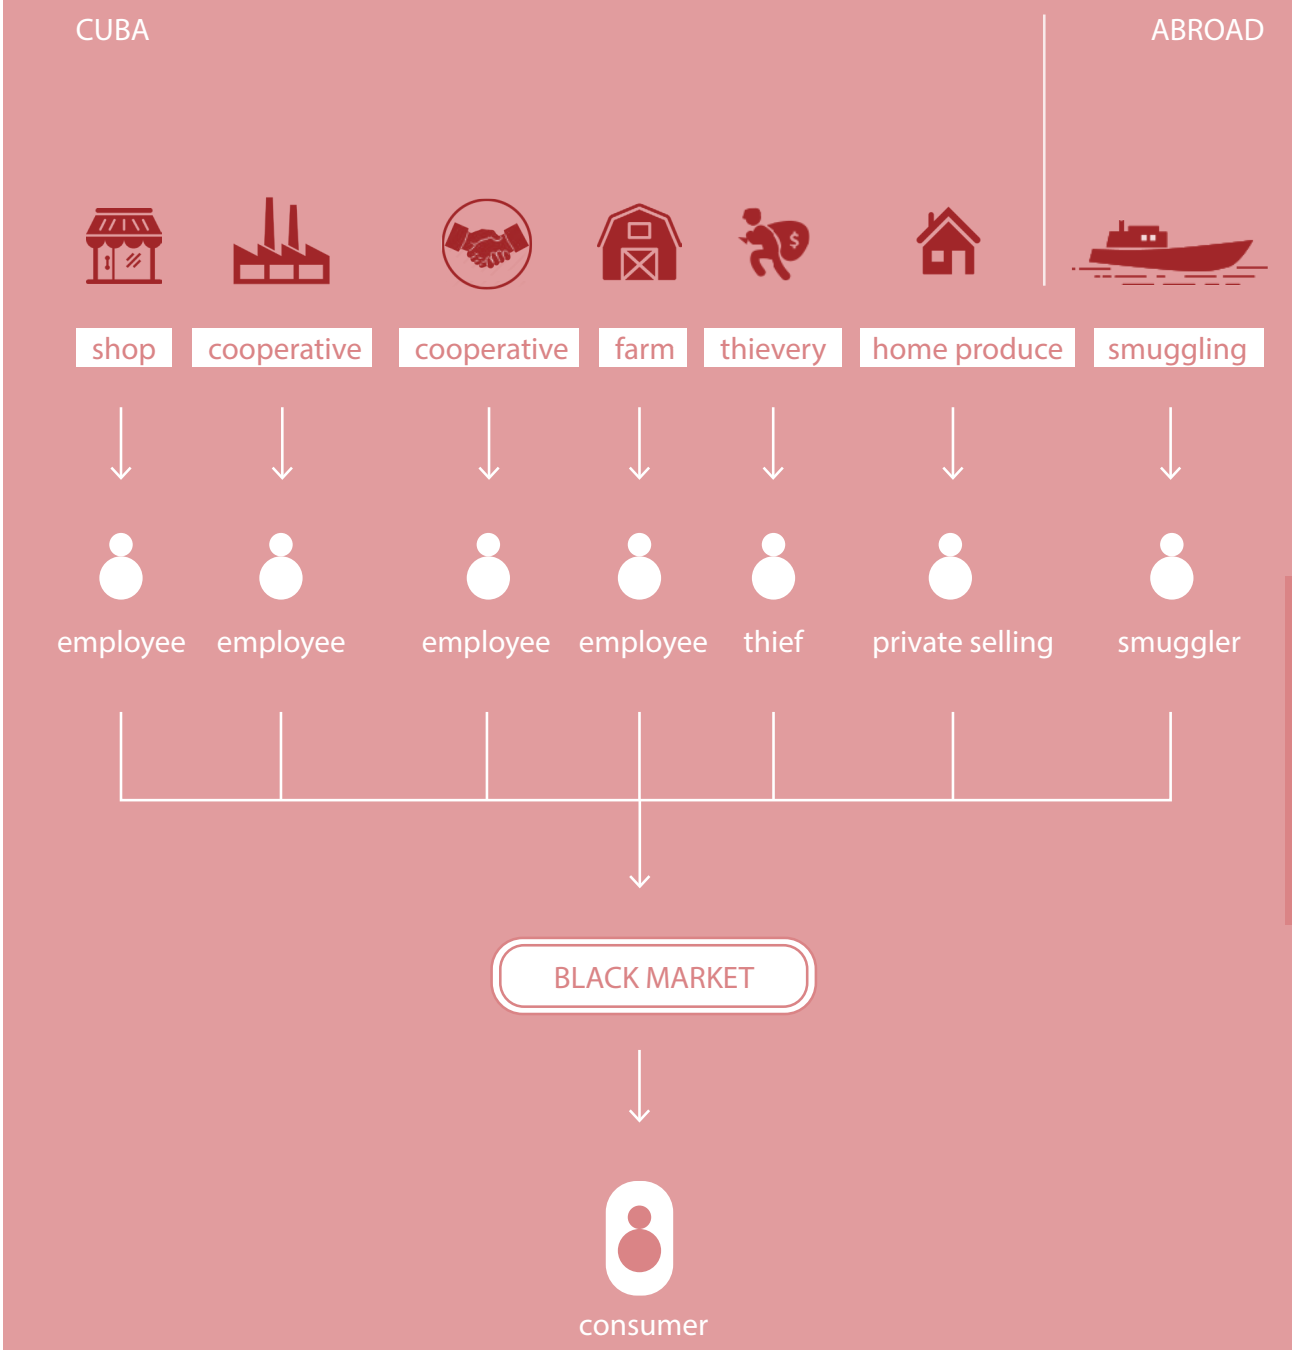 CUBA
ABROAD
shop
cooperative
cooperative
farm
thievery
home produce
smuggling
employee
employee
employee
employee
thief
private selling
smuggler
BLACK MARKET
consumer